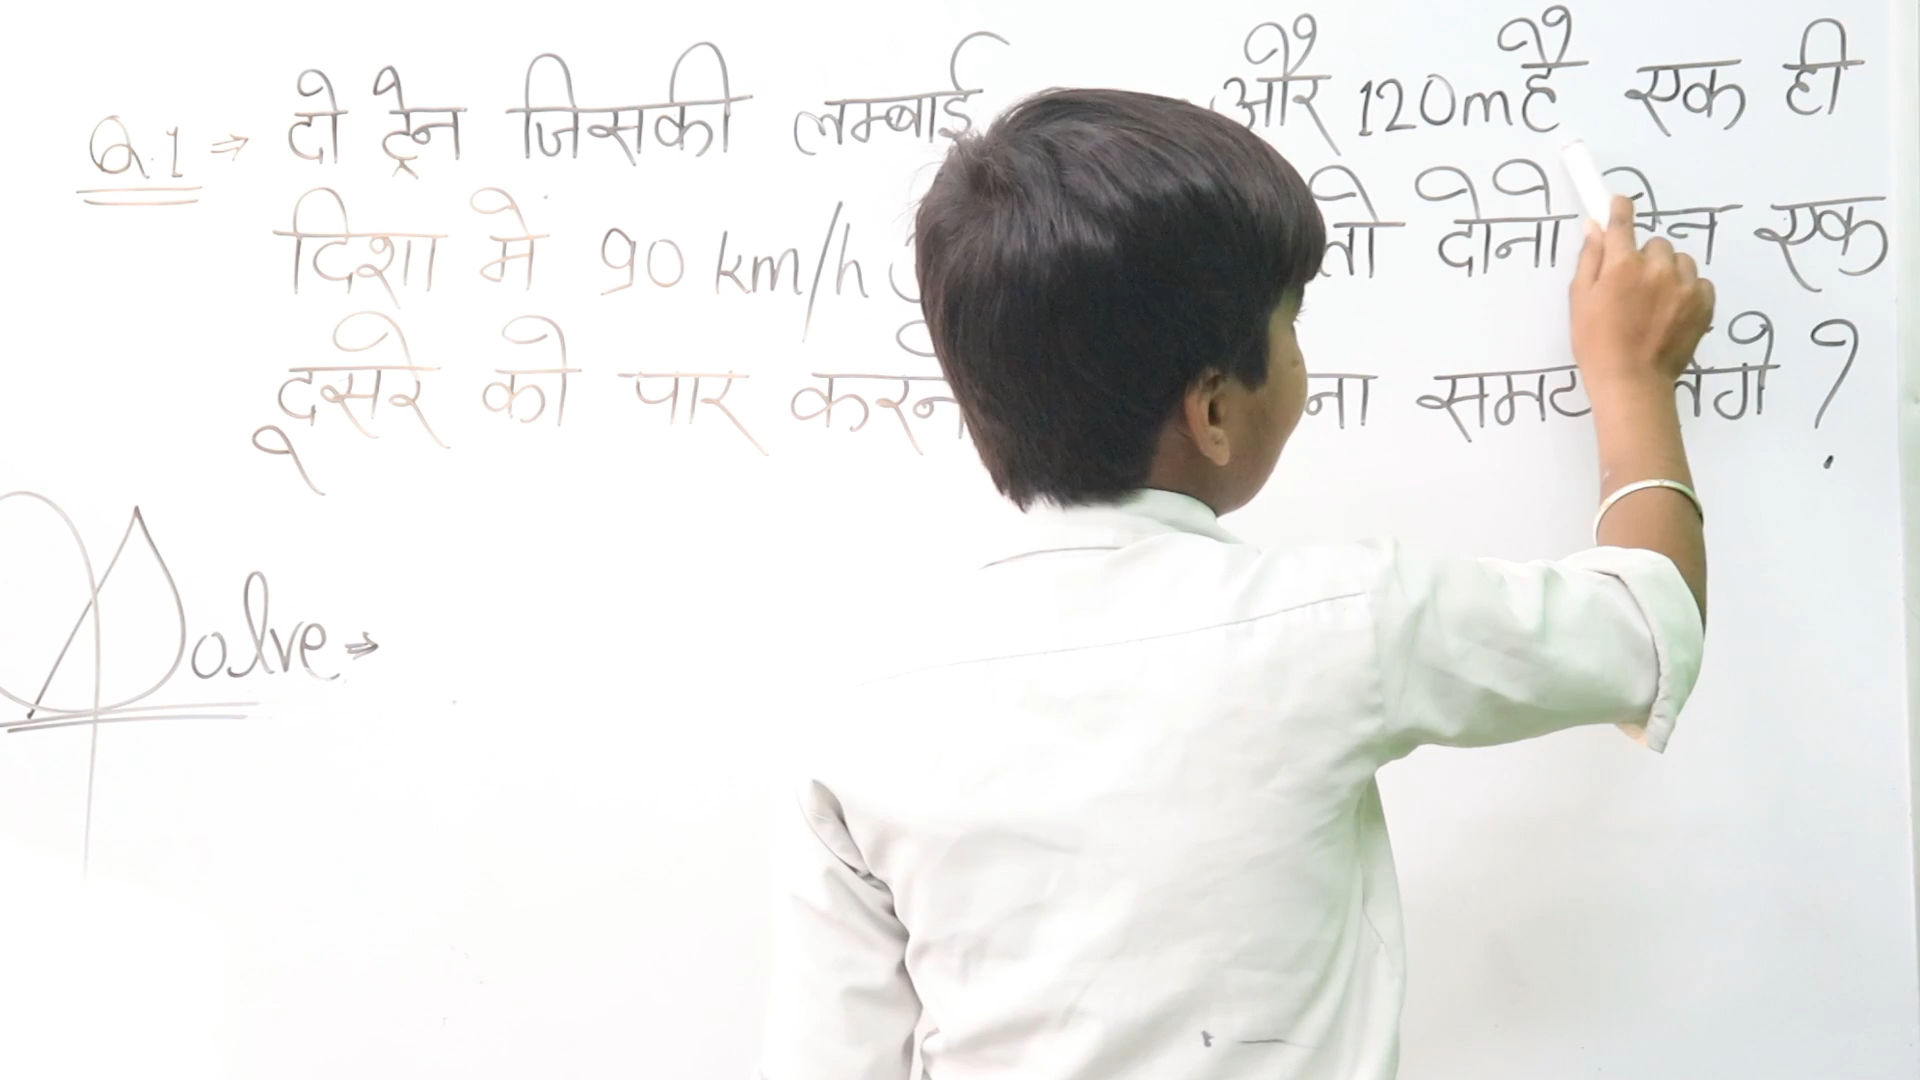 Q.1 ⇒ दो ट्रेन जिसकी लम्बाई और 120m है एक ही
दिशा मे 90 km/h तो दोनो ट्रेन एक
दूसरे को पार करने समय लेगे ?
Solve ⇒